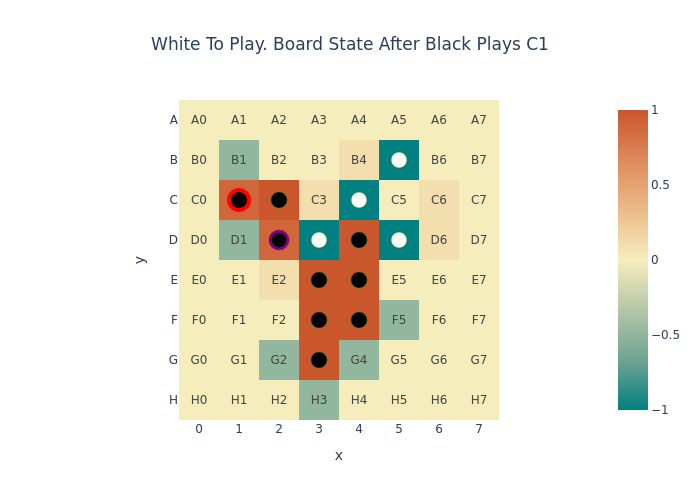 White To Play. Board State After Black Plays C1
A A0 A1 A2 A3 A4 A5 A6 A7 1
B B0 B1 B2 B3 B4 B6 B7
C C0 C3 C5 C6 C7 0.5
D D0 D1 D6 D7
y 0
E E0 E1 E2 E5 E6 E7
F F0 F1 F2 F5 F6 F7 −0.5
G G0 G1 G2 G4 G5 G6 G7
H H0 H1 H2 H3 H4 H5 H6 H7 −1
0 1 2 3 4 5 6 7
x